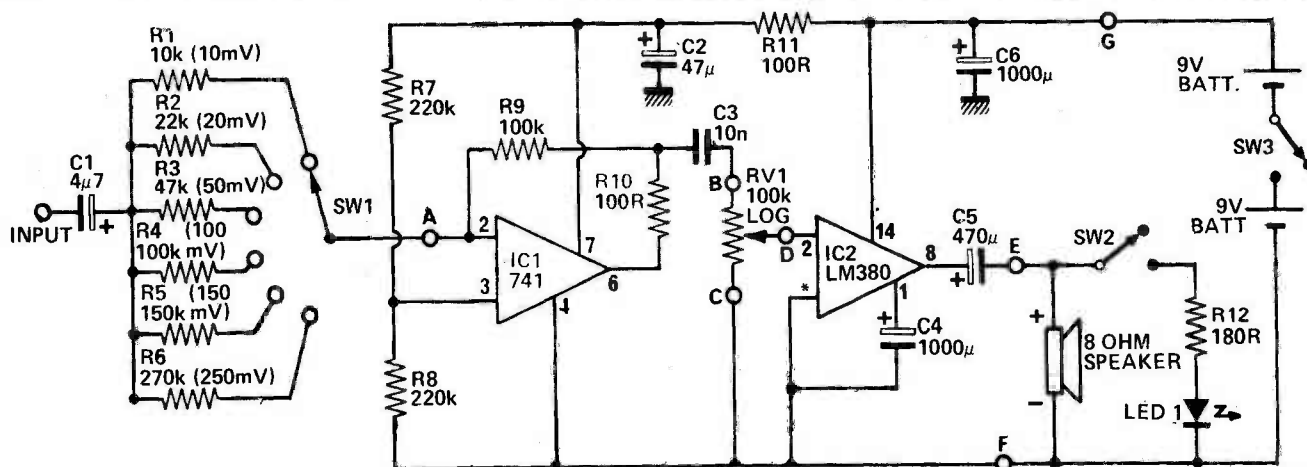 R1
10k (10mV)
R2
22k (20mV)
R3
47k (50mV)
R4 (100
100k mV)
R5 (150
150k mV)
R6
270k (250mV)
C1
4µ7
INPUT
+
SW1
A
R7
220k
R8
220k
R9
100k
R10
100R
2
3
IC1
741
7
6
4
+
C2
47µ
R11
100R
C3
10n
B
RV1
100k
LOG
D
C
2
*
IC2
LM380
14
8
1
+
C4
1000µ
C5
470µ
+
E
+
C6
1000µ
G
SW2
+
8 OHM
SPEAKER
-
R12
180R
LED 1
F
9V
BATT.
SW3
9V
BATT